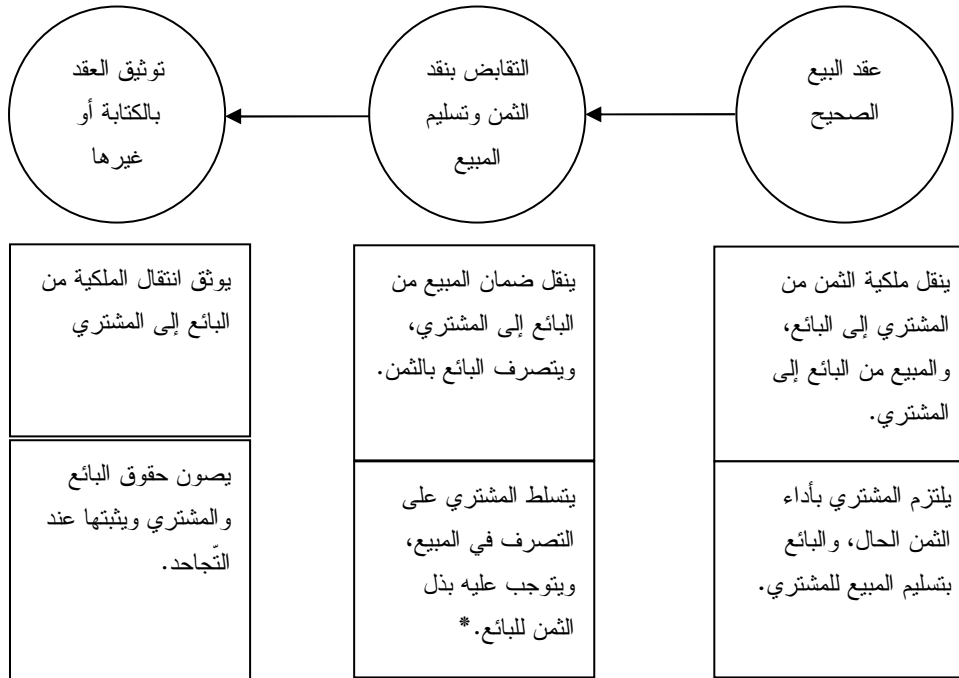 عقد البيع
الصحيح
التقابض بنقد
الثمن وتسليم
المبيع
توثيق العقد
بالكتابة أو
غيرها
ينقل ملكية الثمن من
المشتري إلى البائع،
والمبيع من البائع إلى
المشتري.
يلتزم المشتري بأداء
الثمن الحال، والبائع
بتسليم المبيع للمشتري.
ينقل ضمان المبيع من
البائع إلى المشتري،
ويتصرف البائع بالثمن.
يتسلط المشتري على
التصرف في المبيع،
ويتوجب عليه بذل
الثمن للبائع.*
يوثق انتقال الملكية من
البائع إلى المشتري
يصون حقوق البائع
والمشتري ويثبتها عند
التّجاحد.